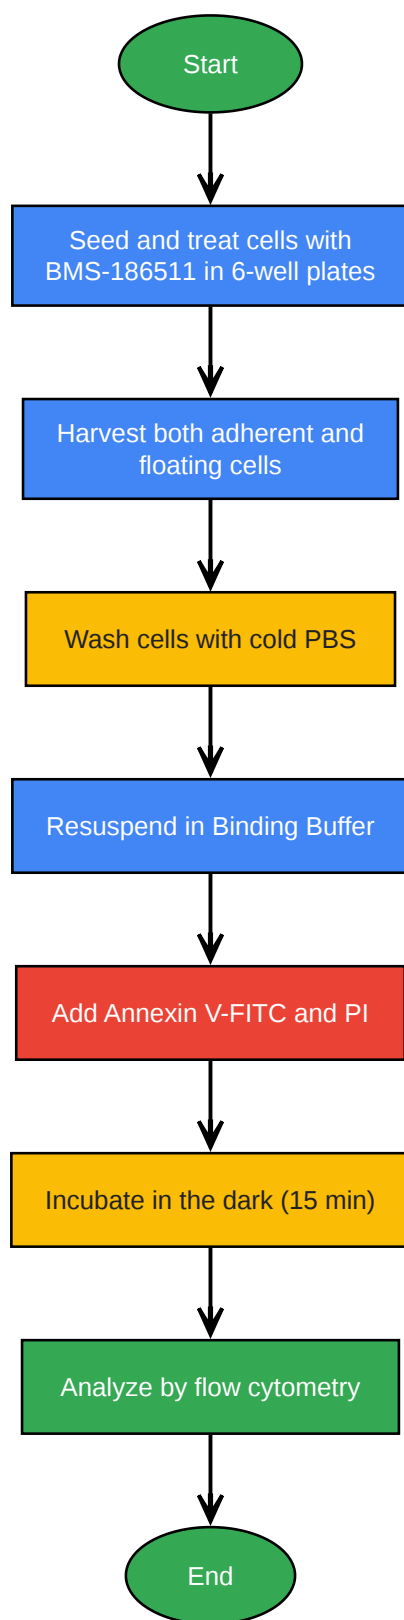 Start
Seed and treat cells with
BMS-186511 in 6-well plates
Harvest both adherent and
floating cells
Wash cells with cold PBS
Resuspend in Binding Buffer
Add Annexin V-FITC and PI
Incubate in the dark (15 min)
Analyze by flow cytometry
End